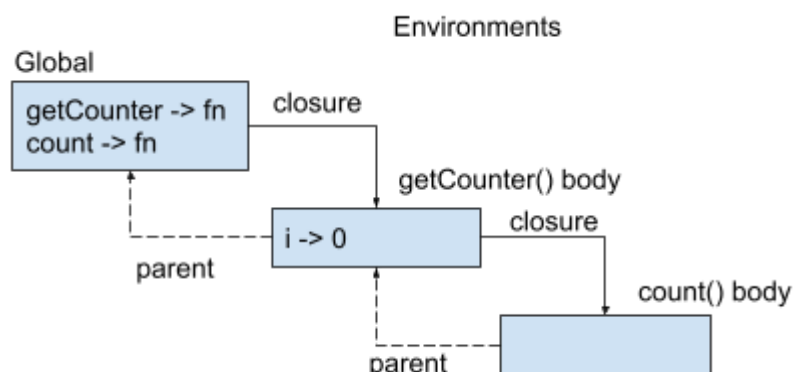 Environments
Global
getCounter -> fn
count -> fn
closure
getCounter() body
i -> 0
closure
parent
count() body
parent